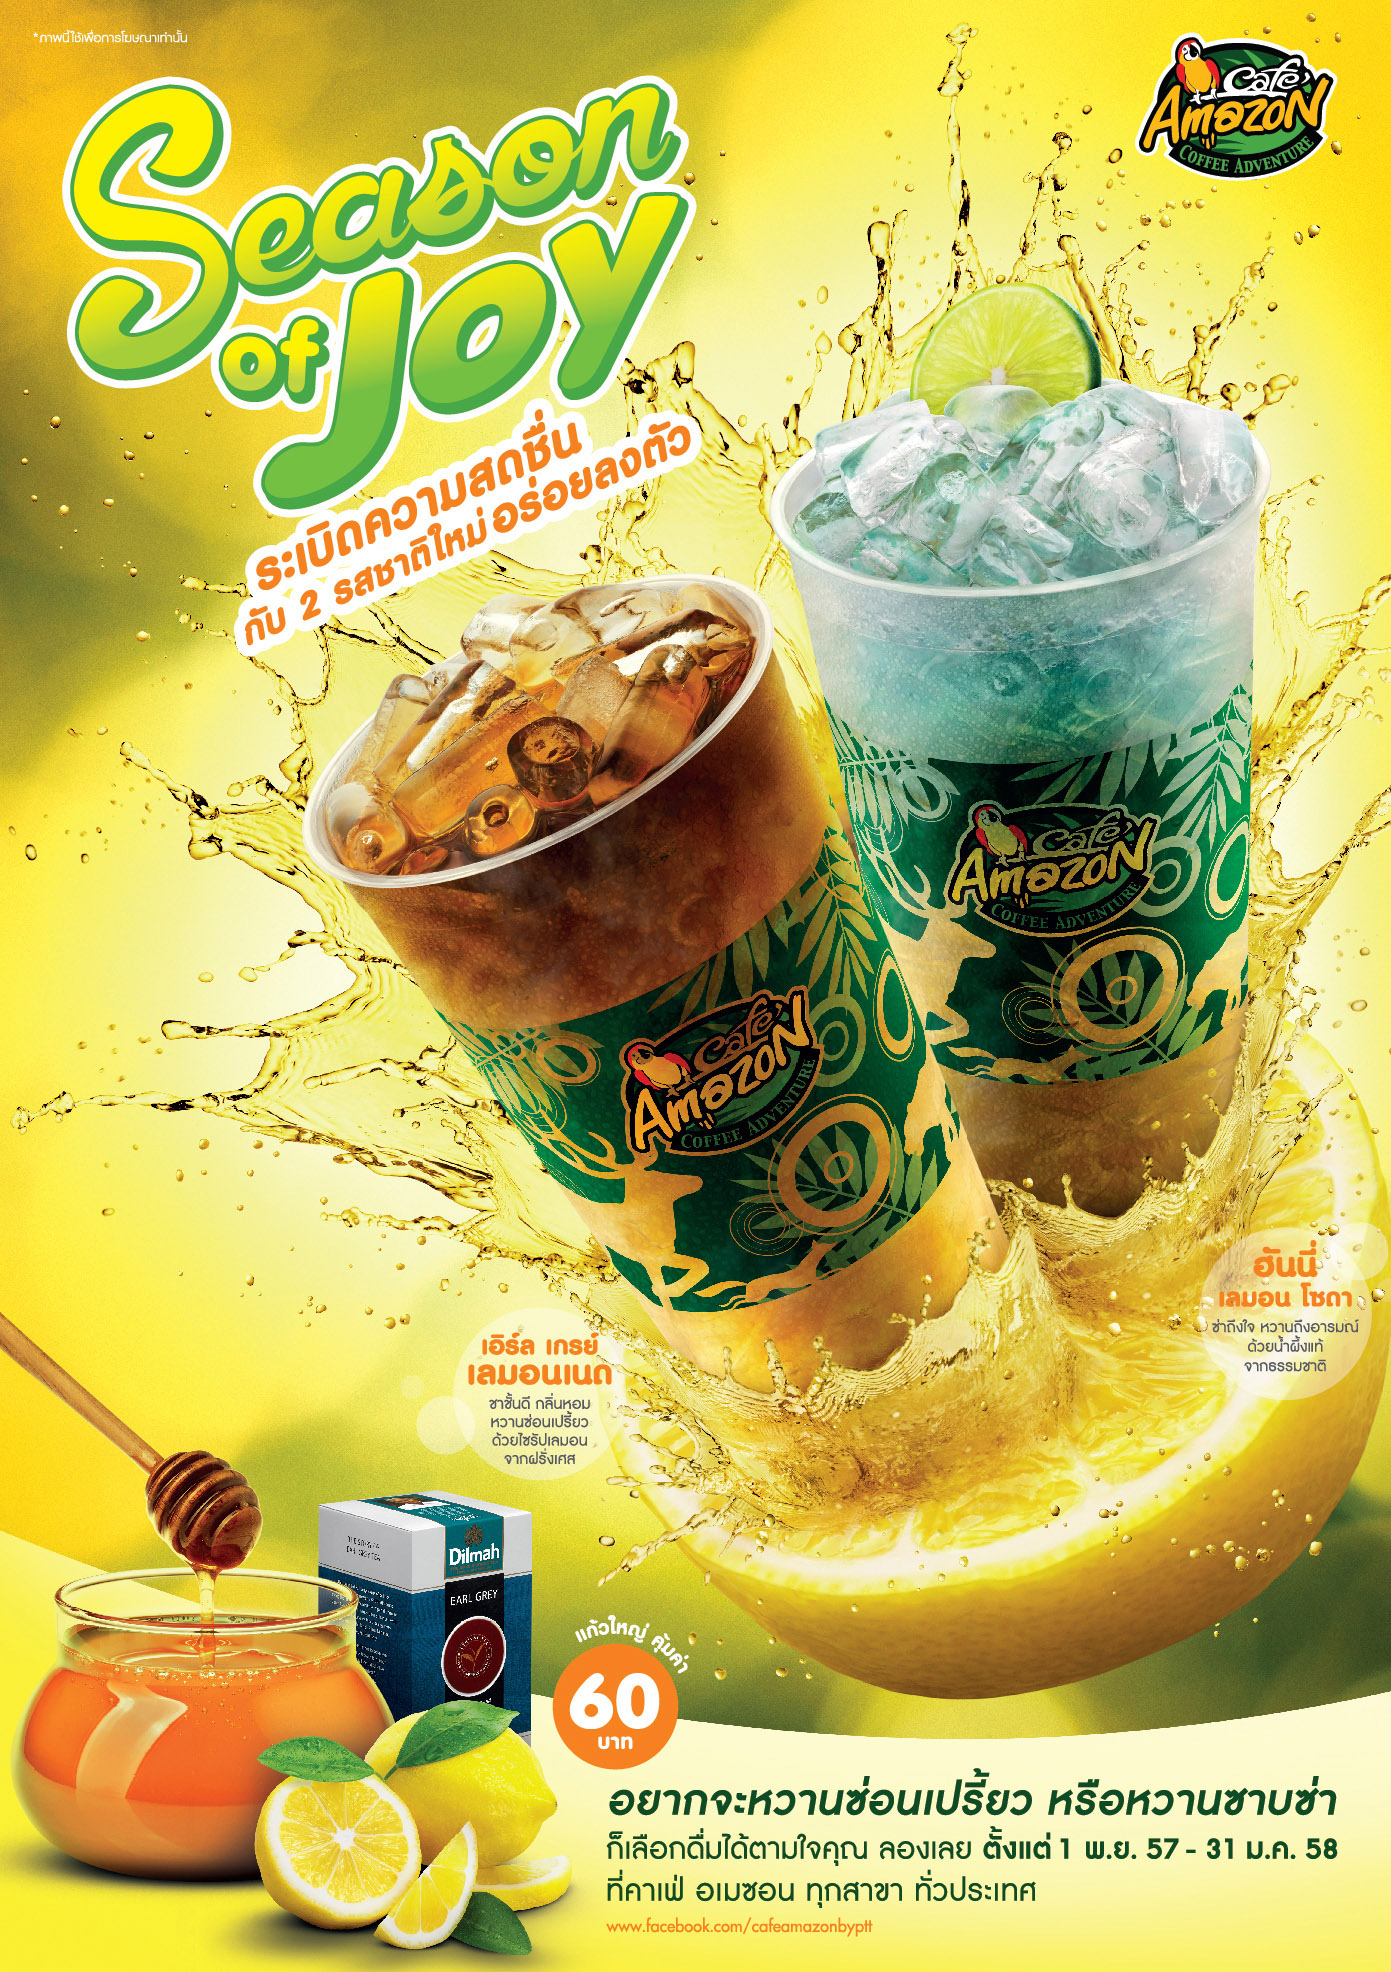 *ภาพนี้ใช้เพื่อการโฆษณาเท่านั้น
Café
Amazon
COFFEE ADVENTURE
Season
of Joy
ระเบิดความสดชื่น
กับ 2 รสชาติใหม่ อร่อยลงตัว
Café
Amazon
COFFEE ADVENTURE
Café
Amazon
COFFEE ADVENTURE
ฮันนี่
เลมอน โซดา
ซ่าถึงใจ หวานถึงอารมณ์
ด้วยน้ำผึ้งแท้
จากธรรมชาติ
เอิร์ล เกรย์
เลมอนเนด
ชาชั้นดี กลิ่นหอม
หวานซ่อนเปรี้ยว
ด้วยไซรัปเลมอน
จากฝรั่งเศส
Dilmah
EARL GREY
แก้วใหญ่ คุ้มค่า
60
บาท
อยากจะหวานซ่อนเปรี้ยว หรือหวานซาบซ่า
ก็เลือกดื่มได้ตามใจคุณ ลองเลย ตั้งแต่ 1 พ.ย. 57 - 31 ม.ค. 58
ที่คาเฟ่ อเมซอน ทุกสาขา ทั่วประเทศ
www.facebook.com/cafeamazonbyptt